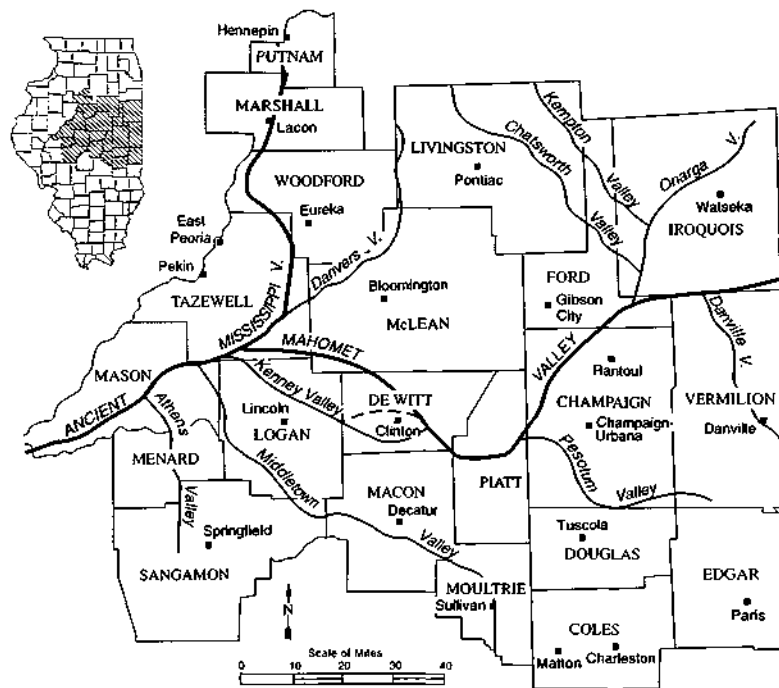 Hennepin
PUTNAM
MARSHALL
Lacon
LIVINGSTON
Pontiac
Chatsworth
Valley
Kempton
Valley
Onarga V.
Watseka
IROQUOIS
WOODFORD
Eureka
East
Peoria
Pekin
TAZEWELL
MISSISSIPPI V.
Danvers - V.
Bloomington
McLEAN
FORD
Gibson
City
MAHOMET
VALLEY
Danville V.
MASON
ANCIENT
Athens
Valley
Kenney Valley
Lincoln
LOGAN
DE WITT
Clinton
Rantoul
CHAMPAIGN
Champaign-
Urbana
VERMILION
Danville
MENARD
Middletown
Valley
MACON
Decatur
PIATT
Pesotum
Valley
Springfield
SANGAMON
Tuscola
DOUGLAS
MOULTRIE
Sullivan
EDGAR
Paris
COLES
Mattoon
Charleston
N
Scale of Miles
0 10 20 30 40